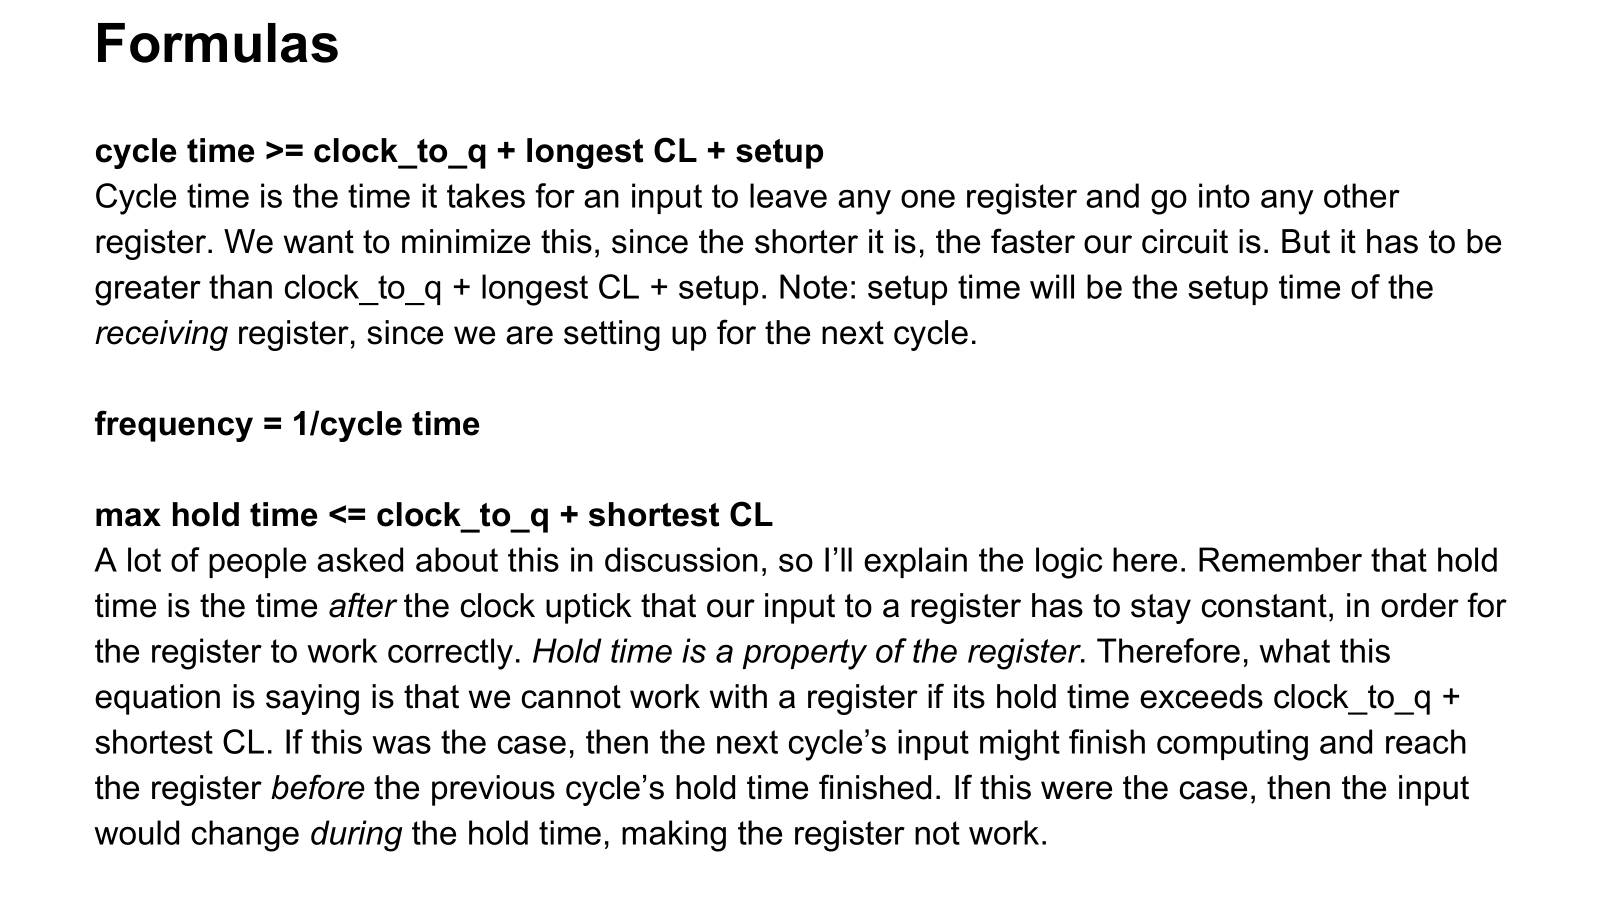 Formulas
cycle time >= clock_to_q + longest CL + setup
Cycle time is the time it takes for an input to leave any one register and go into any other
register. We want to minimize this, since the shorter it is, the faster our circuit is. But it has to be
greater than clock_to_q + longest CL + setup. Note: setup time will be the setup time of the
receiving register, since we are setting up for the next cycle.
frequency = 1/cycle time
max hold time <= clock_to_q + shortest CL
A lot of people asked about this in discussion, so I’ll explain the logic here. Remember that hold
time is the time after the clock uptick that our input to a register has to stay constant, in order for
the register to work correctly. Hold time is a property of the register. Therefore, what this
equation is saying is that we cannot work with a register if its hold time exceeds clock_to_q +
shortest CL. If this was the case, then the next cycle’s input might finish computing and reach
the register before the previous cycle’s hold time finished. If this were the case, then the input
would change during the hold time, making the register not work.